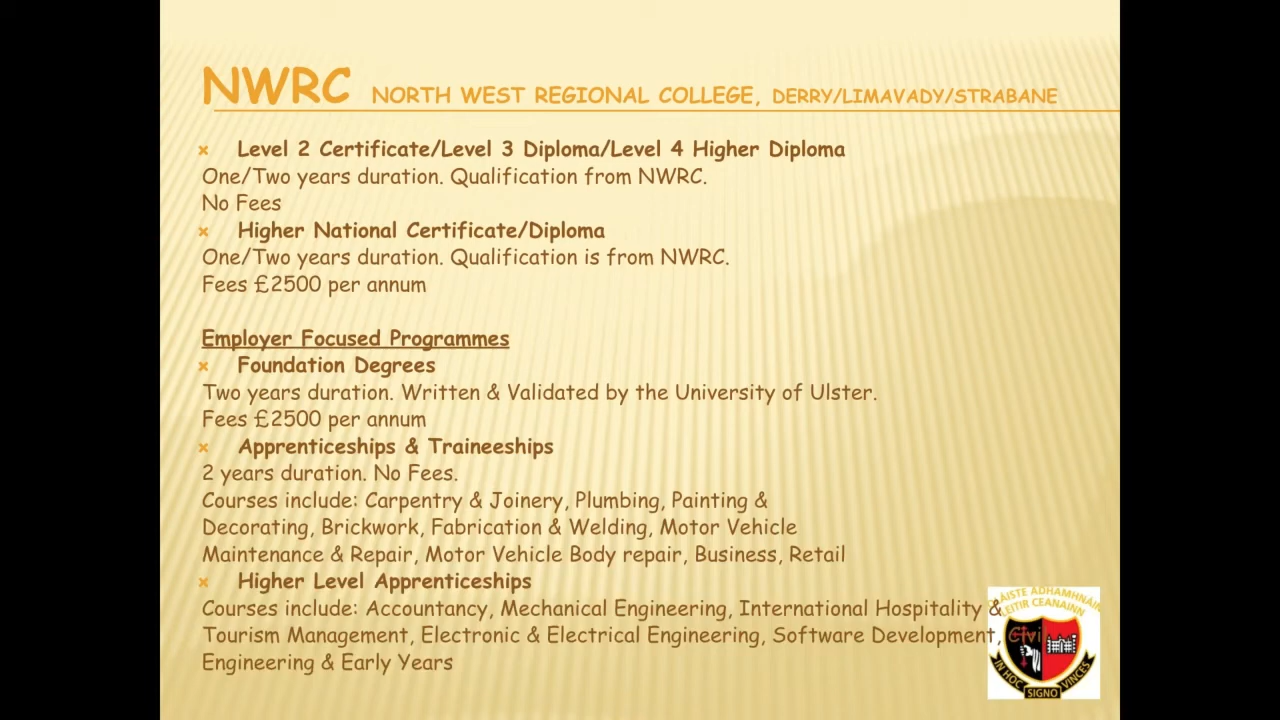 NWRC NORTH WEST REGIONAL COLLEGE, DERRY/LIMAVADY/STRABANE
Level 2 Certificate/Level 3 Diploma/Level 4 Higher Diploma
One/Two years duration. Qualification from NWRC.
No Fees
Higher National Certificate/Diploma
One/Two years duration. Qualification is from NWRC.
Fees £2500 per annum
Employer Focused Programmes
Foundation Degrees
Two years duration. Written & Validated by the University of Ulster.
Fees £2500 per annum
Apprenticeships & Traineeships
2 years duration. No Fees.
Courses include: Carpentry & Joinery, Plumbing, Painting &
Decorating, Brickwork, Fabrication & Welding, Motor Vehicle
Maintenance & Repair, Motor Vehicle Body repair, Business, Retail
Higher Level Apprenticeships
Courses include: Accountancy, Mechanical Engineering, International Hospitality &
Tourism Management, Electronic & Electrical Engineering, Software Development,
Engineering & Early Years
ADHAMHNÁIN
LEITIR CEANAINN
IN HOC SIGNO VINCES